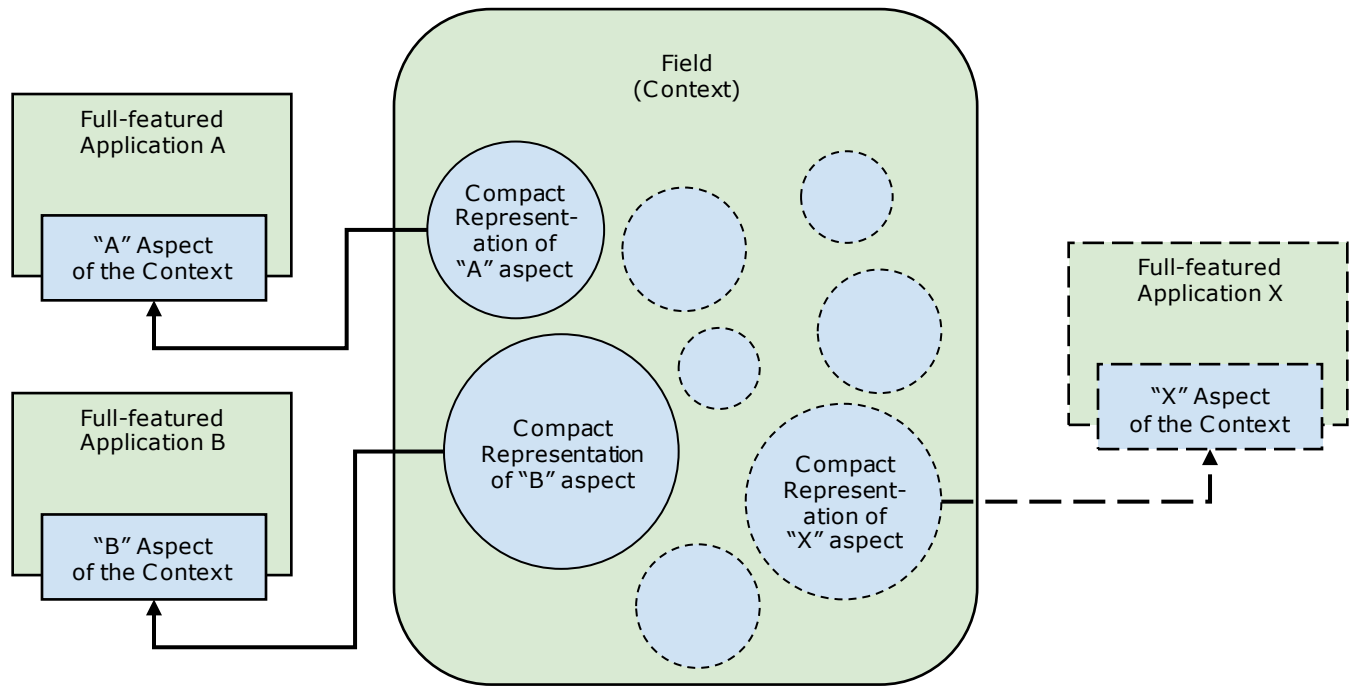 Field
(Context)
Full-featured
Application A
“A” Aspect
of the Context
Compact
Represent-
ation of
“A” aspect
Full-featured
Application B
“B” Aspect
of the Context
Compact
Representation
of “B” aspect
Compact
Represent-
ation of
“X” aspect
Full-featured
Application X
“X” Aspect
of the Context